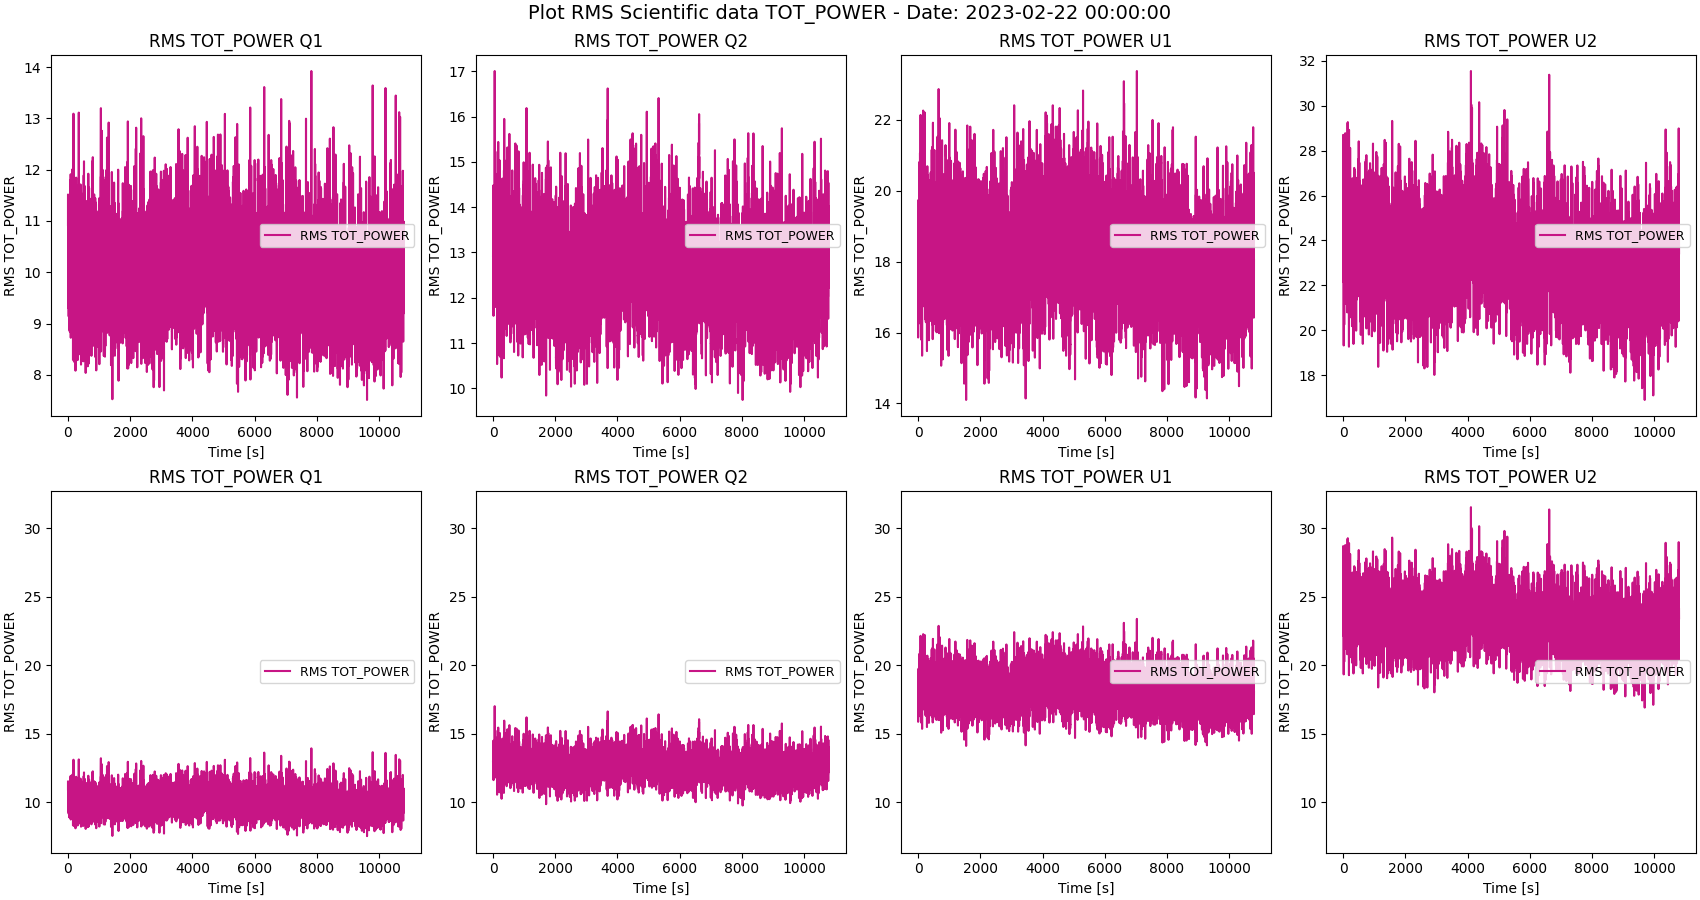 Plot RMS Scientific data TOT_POWER - Date: 2023-02-22 00:00:00
RMS TOT_POWER Q1
RMS TOT_POWER
14
13
12
11
10
9
8
RMS TOT_POWER
0 2000 4000 6000 8000 10000
Time [s]
RMS TOT_POWER Q2
RMS TOT_POWER
17
16
15
14
13
12
11
10
RMS TOT_POWER
0 2000 4000 6000 8000 10000
Time [s]
RMS TOT_POWER U1
RMS TOT_POWER
22
20
18
16
14
RMS TOT_POWER
0 2000 4000 6000 8000 10000
Time [s]
RMS TOT_POWER U2
RMS TOT_POWER
32
30
28
26
24
22
20
18
RMS TOT_POWER
0 2000 4000 6000 8000 10000
Time [s]
RMS TOT_POWER Q1
RMS TOT_POWER
30
25
20
15
10
RMS TOT_POWER
0 2000 4000 6000 8000 10000
Time [s]
RMS TOT_POWER Q2
RMS TOT_POWER
30
25
20
15
10
RMS TOT_POWER
0 2000 4000 6000 8000 10000
Time [s]
RMS TOT_POWER U1
RMS TOT_POWER
30
25
20
15
10
RMS TOT_POWER
0 2000 4000 6000 8000 10000
Time [s]
RMS TOT_POWER U2
RMS TOT_POWER
30
25
20
15
10
RMS TOT_POWER
0 2000 4000 6000 8000 10000
Time [s]